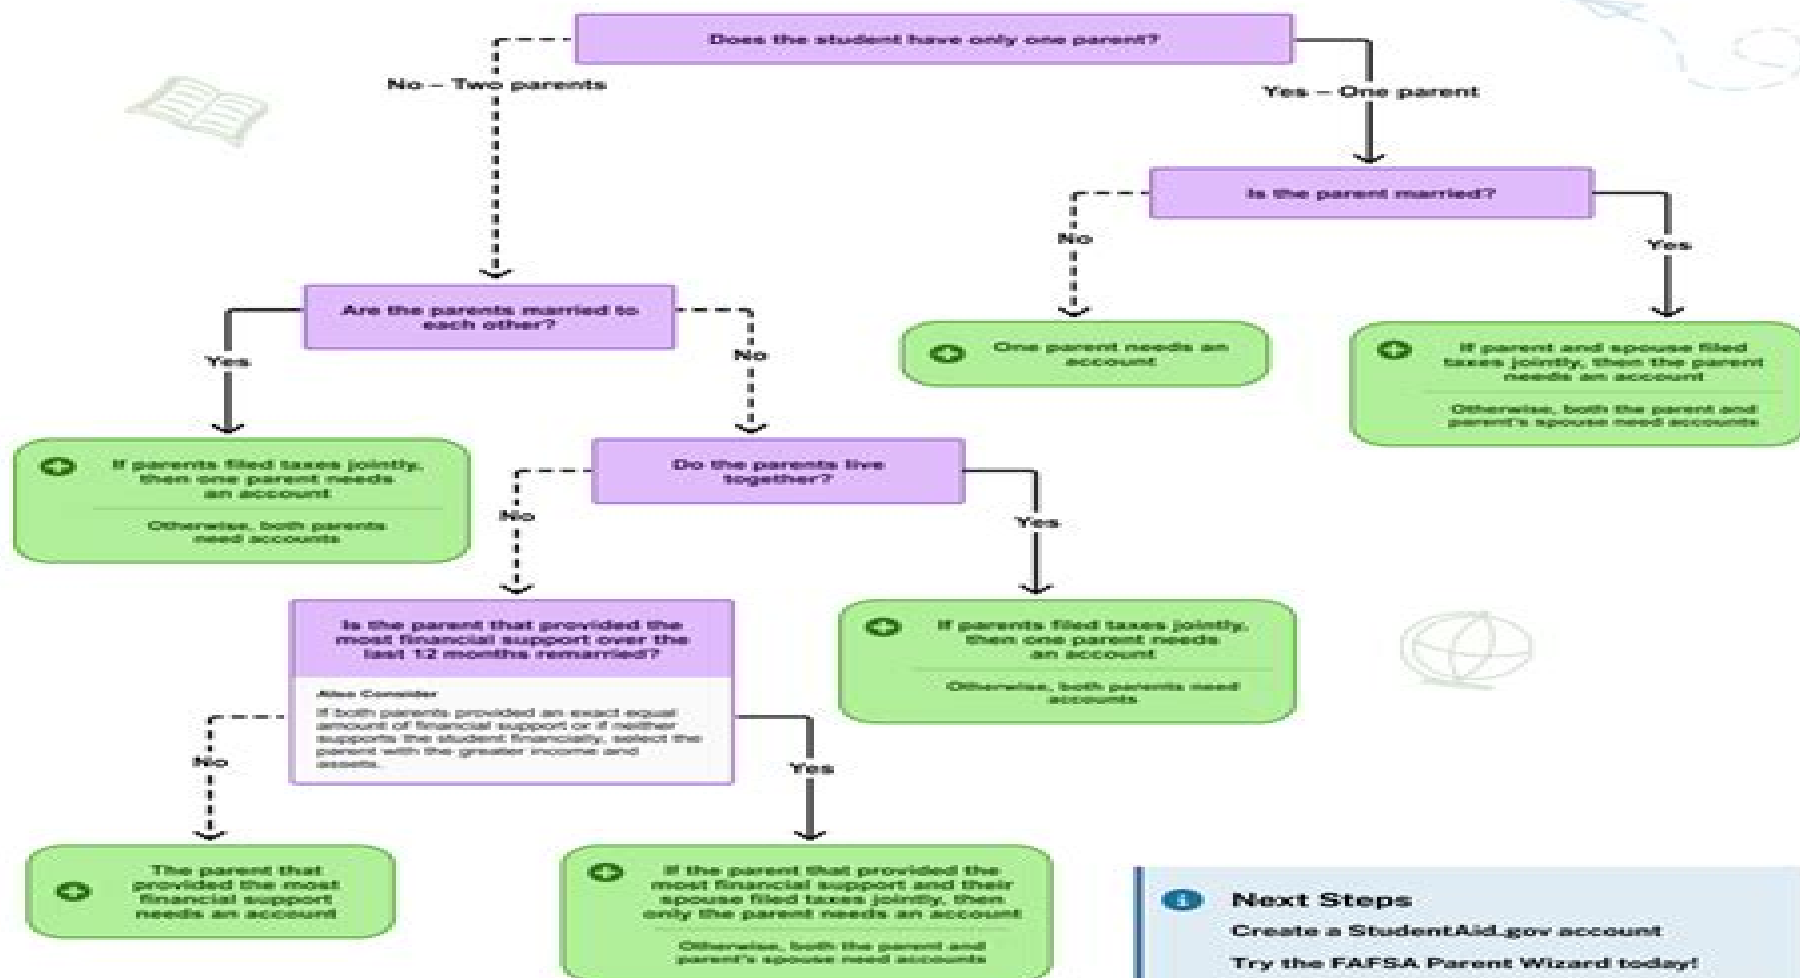 Does the student have only one parent?
No – Two parents
Yes – One parent
Is the parent married?
No
Yes
Are the parents married to
each other?
One parent needs an
account
If parent and spouse filed
taxes jointly, then the parent
needs an account
Otherwise, both the parent and
parent's spouse need accounts
Yes
No
If parents filed taxes jointly,
then one parent needs
an account
Otherwise, both parents
need accounts
Do the parents live
together?
No
Yes
Is the parent that provided the
most financial support over the
last 12 months remarried?
Also Consider
If both parents provided an exact equal
amount of financial support or if neither
supports the student financially, select the
parent with the greater income and
assets.
If parents filed taxes jointly,
then one parent needs
an account
Otherwise, both parents need
accounts
No
Yes
The parent that
provided the most
financial support
needs an account
If the parent that provided the
most financial support and their
spouse filed taxes jointly, then
only the parent needs an account
Otherwise, both the parent and
parent's spouse need accounts
Next Steps
Create a StudentAid.gov account
Try the FAFSA Parent Wizard today!